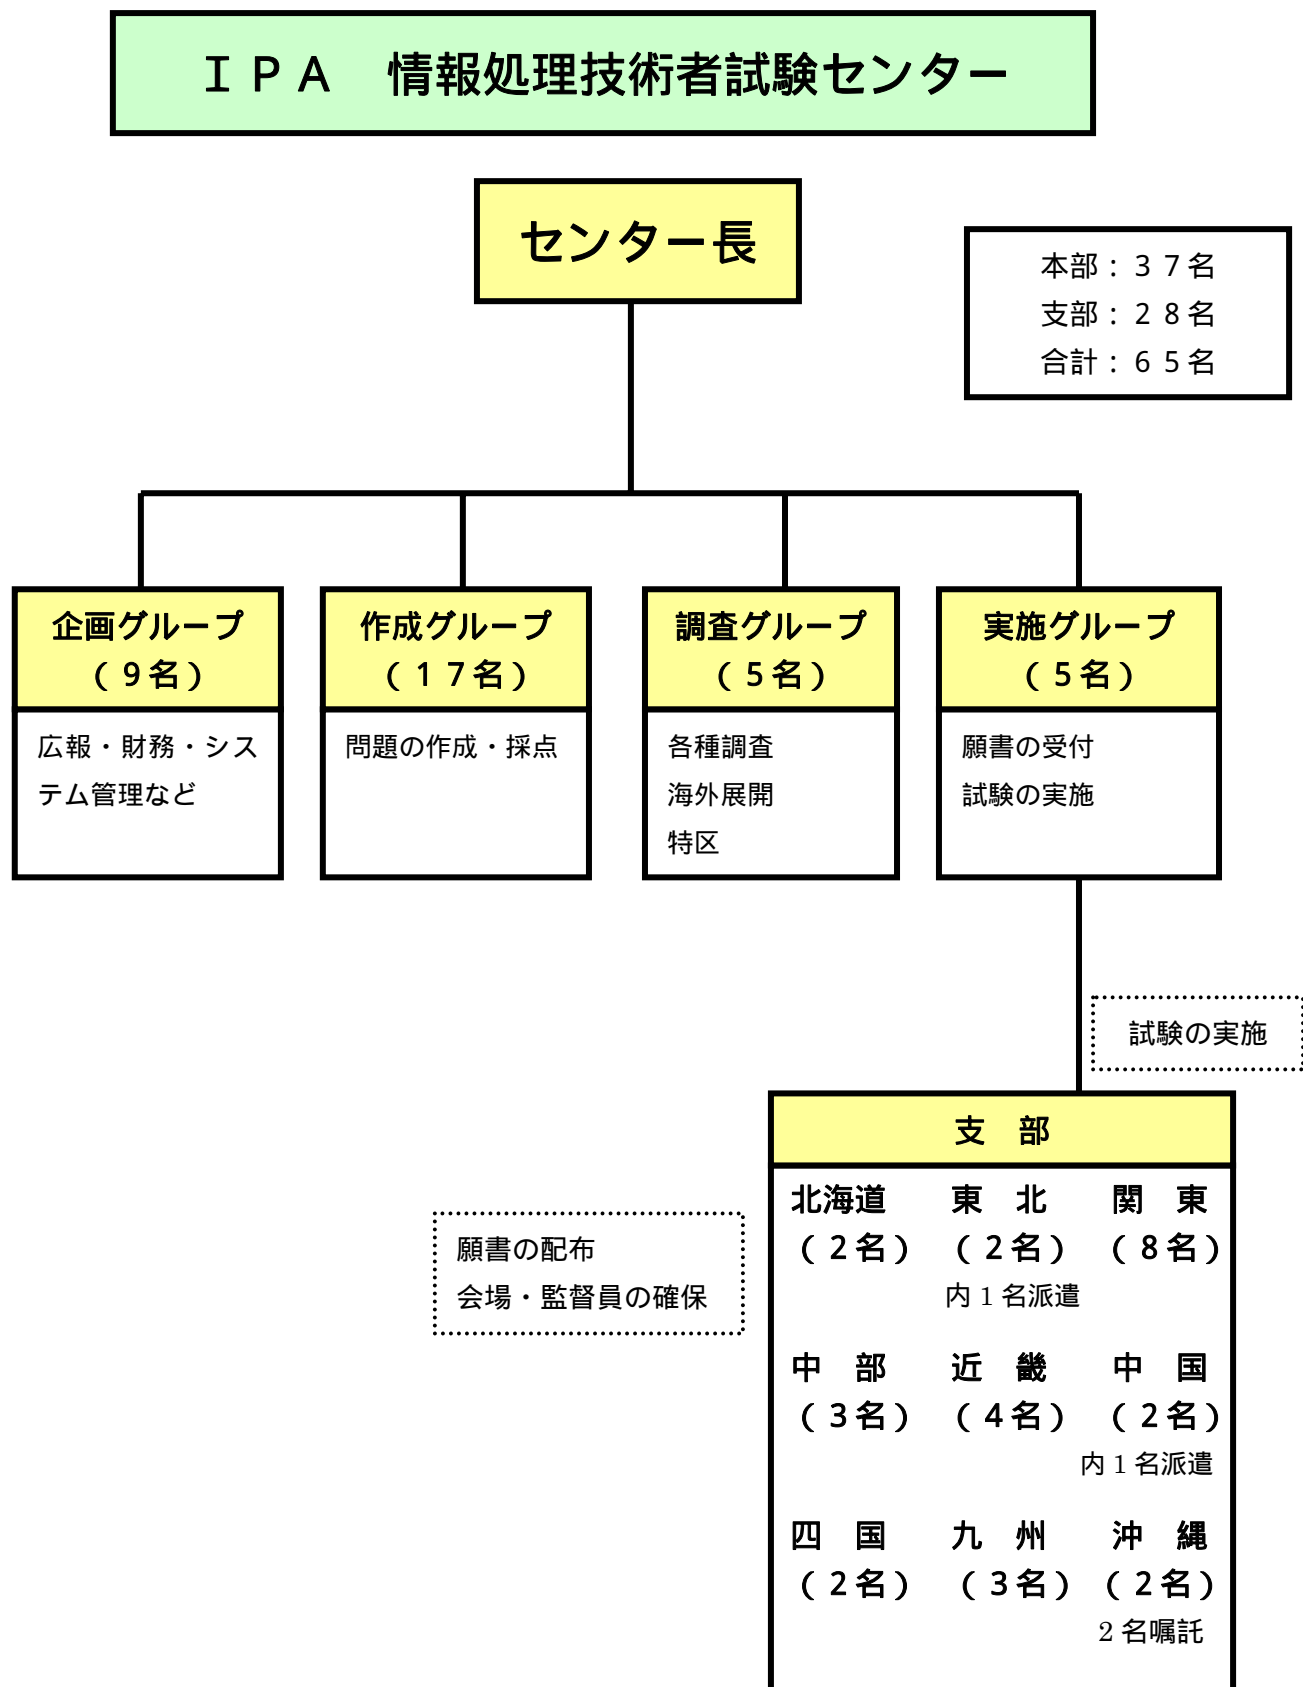 ＩＰＡ　情報処理技術者試験センター
センター長
本部：３７名
支部：２８名
合計：６５名
企画グループ
（９名）
広報・財務・シス
テム管理など
作成グループ
（１７名）
問題の作成・採点
調査グループ
（５名）
各種調査
海外展開
特区
実施グループ
（５名）
願書の受付
試験の実施
試験の実施
願書の配布
会場・監督員の確保
支　部
北海道　東　北　関　東
（２名）（２名）（８名）
内 1 名派遣
中　部　近　畿　中　国
（３名）（４名）（２名）
内 1 名派遣
四　国　九　州　沖　縄
（２名）（３名）（２名）
2 名嘱託